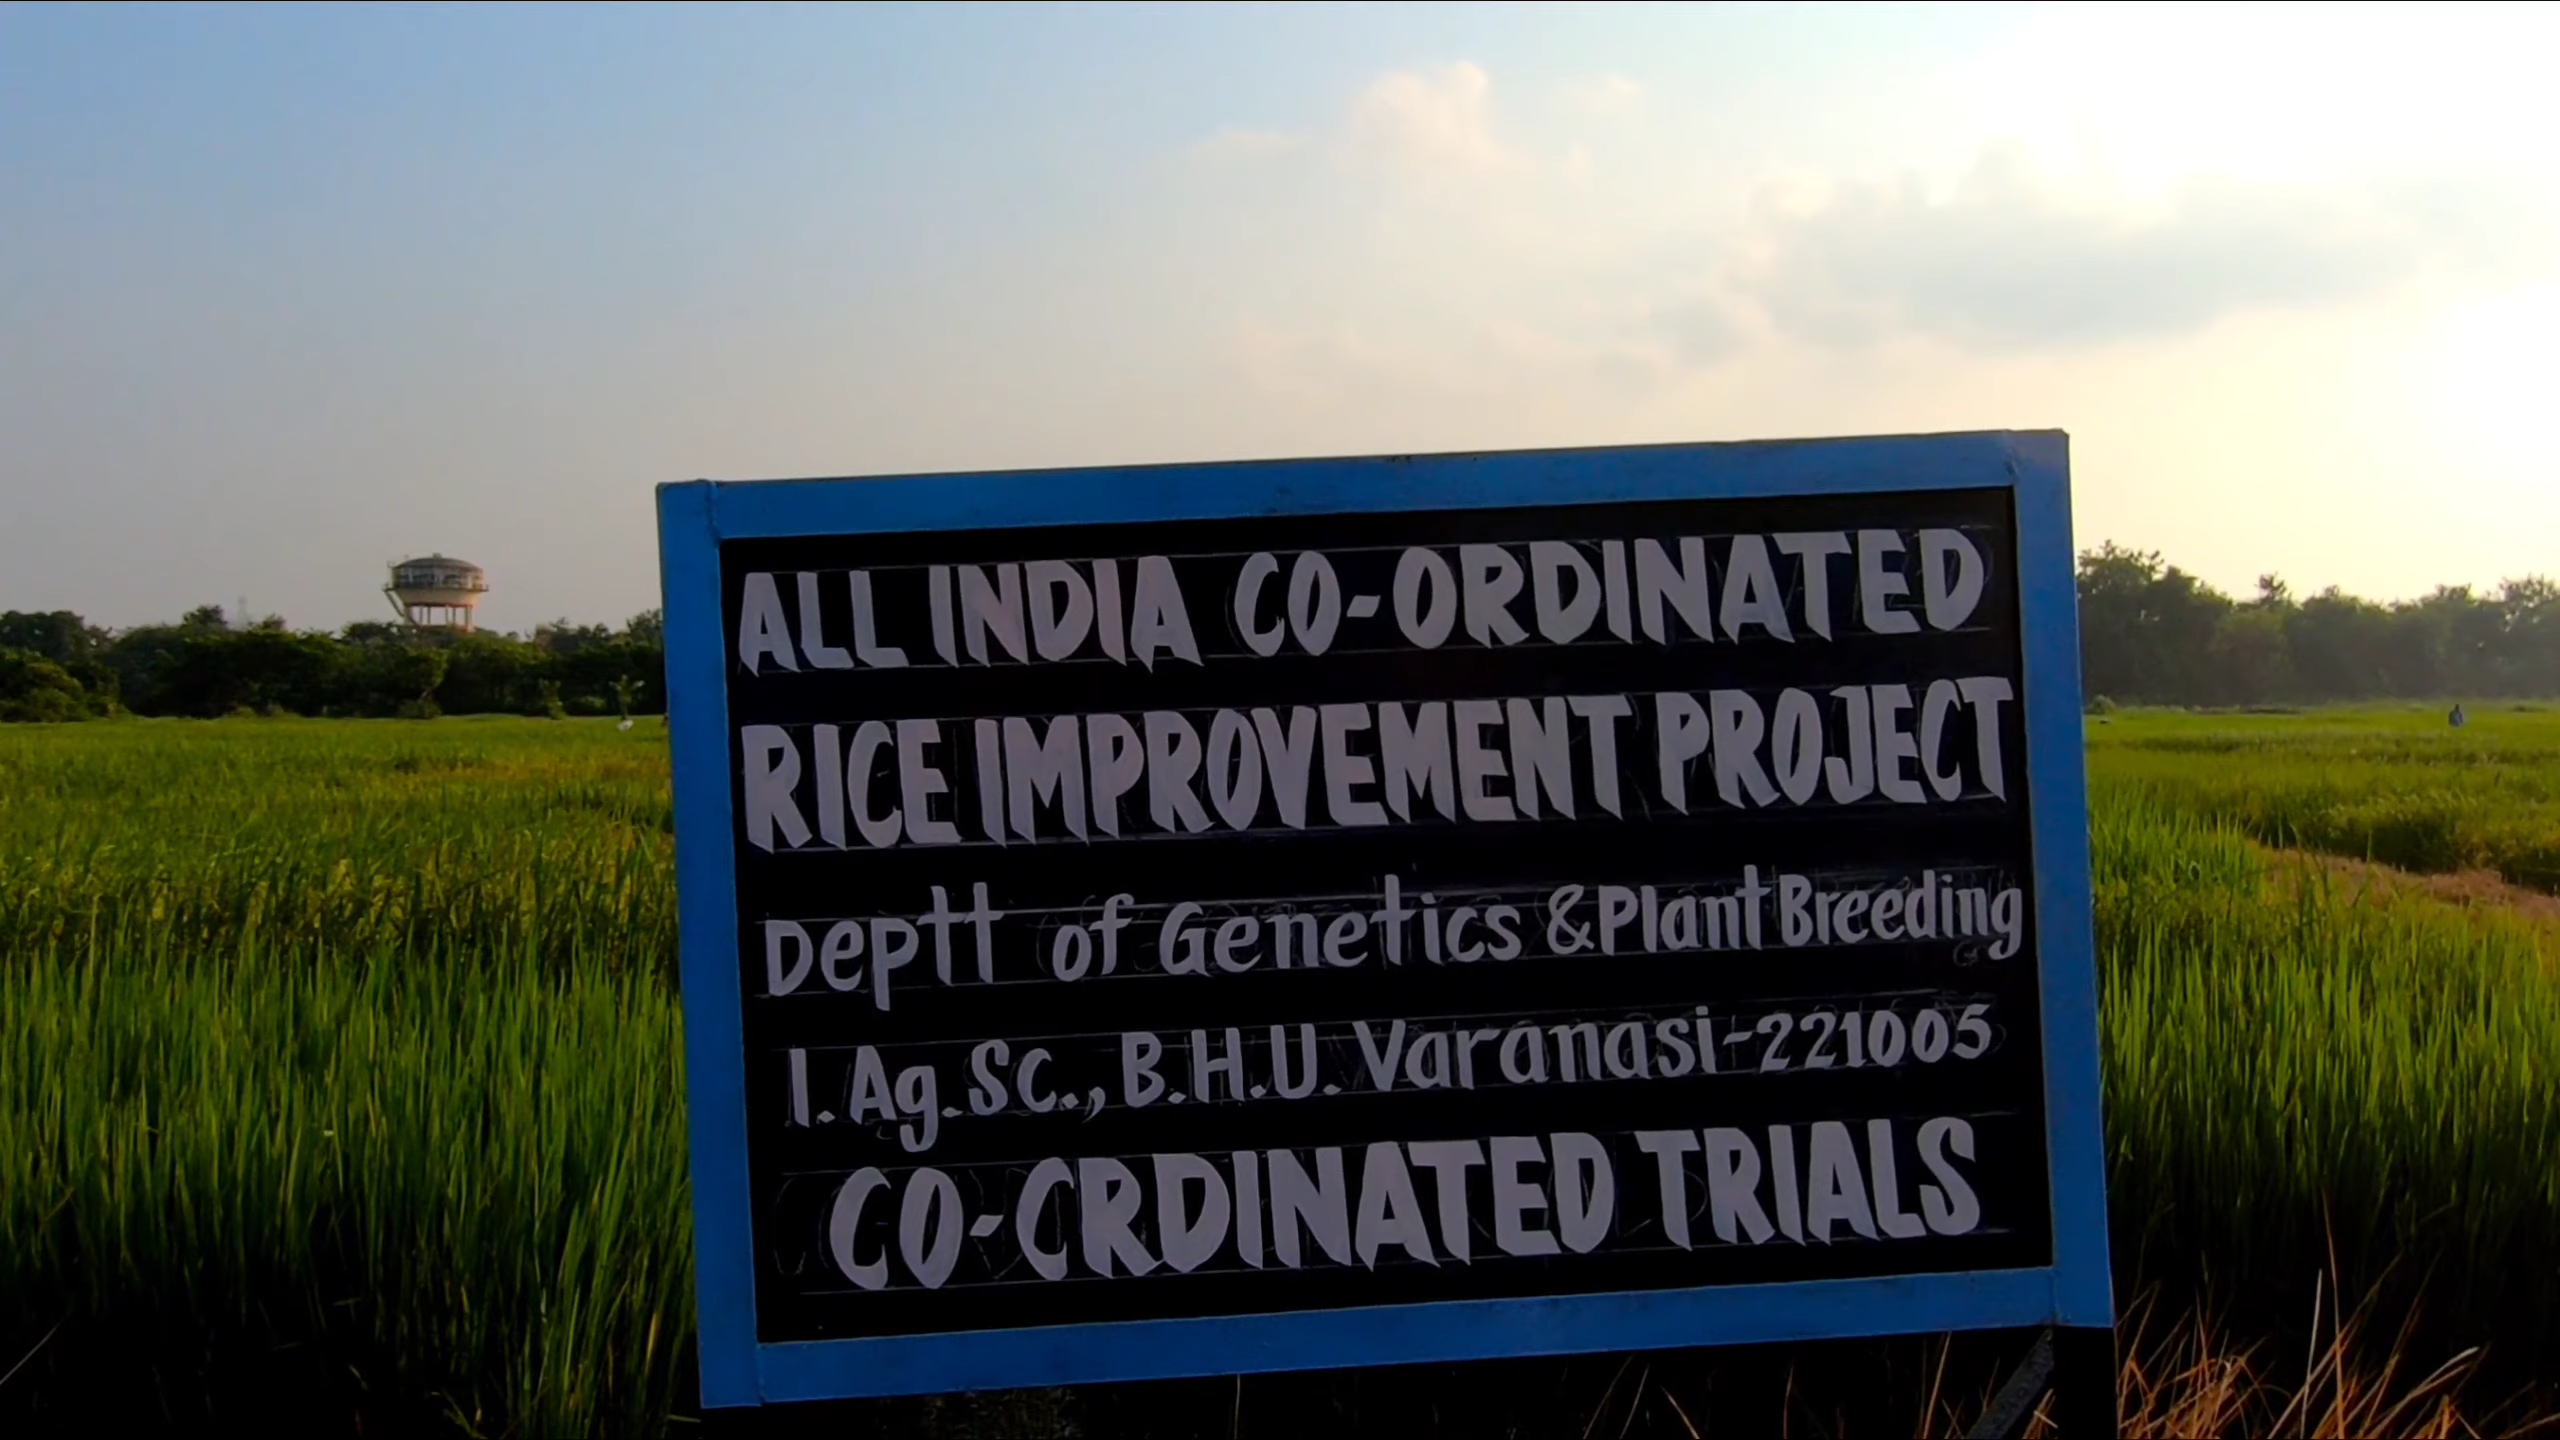 ALL INDIA CO-ORDINATED
RICE IMPROVEMENT PROJECT
Deptt of Genetics & Plant Breeding
I. Ag. Sc., B.H.U. Varanasi-221005
CO-CRDINATED TRIALS